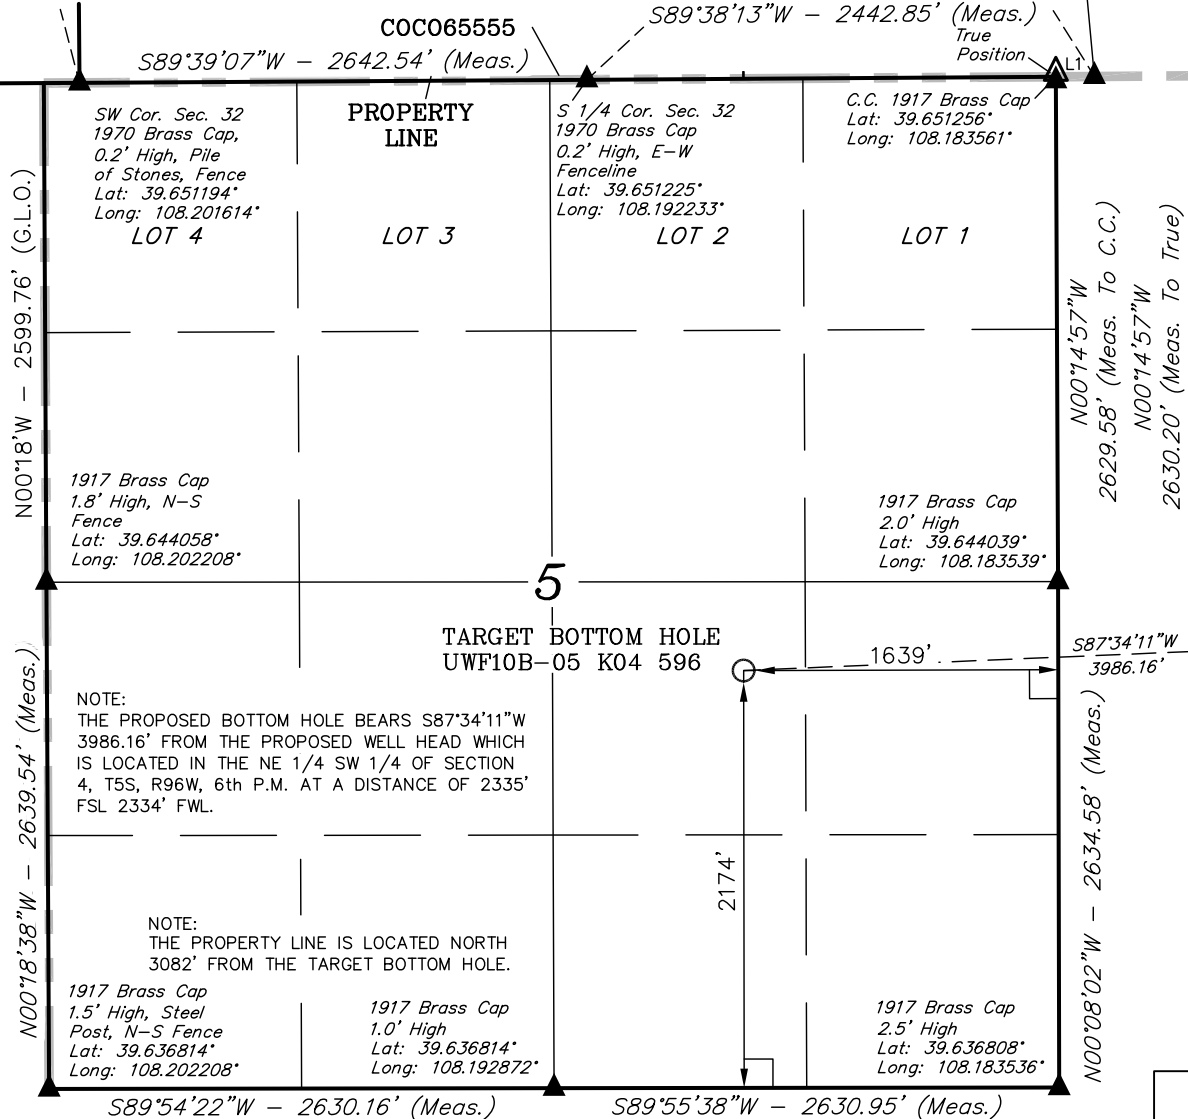 COC065555
S89°38'13"W – 2442.85' (Meas.)
S89°39'07"W – 2642.54' (Meas.)
True
Position
L1
PROPERTY
LINE
SW Cor. Sec. 32
1970 Brass Cap,
0.2' High, Pile
of Stones, Fence
Lat: 39.651194°
Long: 108.201614°
S 1/4 Cor. Sec. 32
1970 Brass Cap
0.2' High, E–W
Fenceline
Lat: 39.651225°
Long: 108.192233°
C.C. 1917 Brass Cap
Lat: 39.651256°
Long: 108.183561°
LOT 4
LOT 3
LOT 2
LOT 1
N00°18'W – 2599.76' (G.L.O.)
N00°14'57"W
2629.58' (Meas. To C.C.)
N00°14'57"W
2630.20' (Meas. To True)
1917 Brass Cap
1.8' High, N–S
Fence
Lat: 39.644058°
Long: 108.202208°
1917 Brass Cap
2.0' High
Lat: 39.644039°
Long: 108.183539°
5
TARGET BOTTOM HOLE
UWF10B–05 K04 596
1639'
S87°34'11"W
3986.16'
NOTE:
THE PROPOSED BOTTOM HOLE BEARS S87°34'11"W
3986.16' FROM THE PROPOSED WELL HEAD WHICH
IS LOCATED IN THE NE 1/4 SW 1/4 OF SECTION
4, T5S, R96W, 6th P.M. AT A DISTANCE OF 2335'
FSL 2334' FWL.
N00°18'38"W – 2639.54' (Meas.)
2174'
N00°08'02"W – 2634.58' (Meas.)
NOTE:
THE PROPERTY LINE IS LOCATED NORTH
3082' FROM THE TARGET BOTTOM HOLE.
1917 Brass Cap
1.5' High, Steel
Post, N–S Fence
Lat: 39.636814°
Long: 108.202208°
1917 Brass Cap
1.0' High
Lat: 39.636814°
Long: 108.192872°
1917 Brass Cap
2.5' High
Lat: 39.636808°
Long: 108.183536°
S89°54'22"W – 2630.16' (Meas.)
S89°55'38"W – 2630.95' (Meas.)